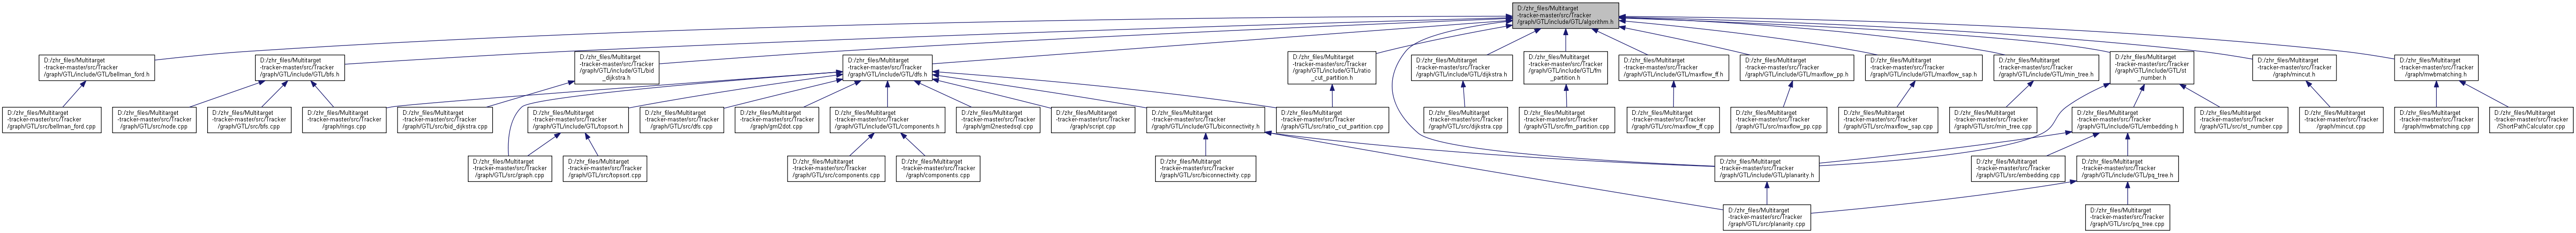 D:/zhr_files/Multitarget
-tracker-master/src/Tracker
/graph/GTL/include/GTL/algorithm.h
D:/zhr_files/Multitarget
-tracker-master/src/Tracker
/graph/GTL/include/GTL/bellman_ford.h
D:/zhr_files/Multitarget
-tracker-master/src/Tracker
/graph/GTL/include/GTL/bfs.h
D:/zhr_files/Multitarget
-tracker-master/src/Tracker
/graph/GTL/include/GTL/bid
_dijkstra.h
D:/zhr_files/Multitarget
-tracker-master/src/Tracker
/graph/GTL/include/GTL/dfs.h
D:/zhr_files/Multitarget
-tracker-master/src/Tracker
/graph/GTL/include/GTL/ratio
_cut_partition.h
D:/zhr_files/Multitarget
-tracker-master/src/Tracker
/graph/GTL/include/GTL/dijkstra.h
D:/zhr_files/Multitarget
-tracker-master/src/Tracker
/graph/GTL/include/GTL/fm
_partition.h
D:/zhr_files/Multitarget
-tracker-master/src/Tracker
/graph/GTL/include/GTL/maxflow_ff.h
D:/zhr_files/Multitarget
-tracker-master/src/Tracker
/graph/GTL/include/GTL/maxflow_pp.h
D:/zhr_files/Multitarget
-tracker-master/src/Tracker
/graph/GTL/include/GTL/maxflow_sap.h
D:/zhr_files/Multitarget
-tracker-master/src/Tracker
/graph/GTL/include/GTL/min_tree.h
D:/zhr_files/Multitarget
-tracker-master/src/Tracker
/graph/GTL/include/GTL/st
_number.h
D:/zhr_files/Multitarget
-tracker-master/src/Tracker
/graph/mincut.h
D:/zhr_files/Multitarget
-tracker-master/src/Tracker
/graph/mwbmatching.h
D:/zhr_files/Multitarget
-tracker-master/src/Tracker
/graph/GTL/src/bellman_ford.cpp
D:/zhr_files/Multitarget
-tracker-master/src/Tracker
/graph/GTL/src/node.cpp
D:/zhr_files/Multitarget
-tracker-master/src/Tracker
/graph/GTL/src/bfs.cpp
D:/zhr_files/Multitarget
-tracker-master/src/Tracker
/graph/rings.cpp
D:/zhr_files/Multitarget
-tracker-master/src/Tracker
/graph/GTL/src/bid_dijkstra.cpp
D:/zhr_files/Multitarget
-tracker-master/src/Tracker
/graph/GTL/include/GTL/topsort.h
D:/zhr_files/Multitarget
-tracker-master/src/Tracker
/graph/GTL/src/dfs.cpp
D:/zhr_files/Multitarget
-tracker-master/src/Tracker
/graph/gml2dot.cpp
D:/zhr_files/Multitarget
-tracker-master/src/Tracker
/graph/GTL/include/GTL/components.h
D:/zhr_files/Multitarget
-tracker-master/src/Tracker
/graph/gml2nestedsql.cpp
D:/zhr_files/Multitarget
-tracker-master/src/Tracker
/graph/script.cpp
D:/zhr_files/Multitarget
-tracker-master/src/Tracker
/graph/GTL/include/GTL/biconnectivity.h
D:/zhr_files/Multitarget
-tracker-master/src/Tracker
/graph/GTL/src/ratio_cut_partition.cpp
D:/zhr_files/Multitarget
-tracker-master/src/Tracker
/graph/GTL/src/dijkstra.cpp
D:/zhr_files/Multitarget
-tracker-master/src/Tracker
/graph/GTL/src/fm_partition.cpp
D:/zhr_files/Multitarget
-tracker-master/src/Tracker
/graph/GTL/src/maxflow_ff.cpp
D:/zhr_files/Multitarget
-tracker-master/src/Tracker
/graph/GTL/src/maxflow_pp.cpp
D:/zhr_files/Multitarget
-tracker-master/src/Tracker
/graph/GTL/src/maxflow_sap.cpp
D:/zhr_files/Multitarget
-tracker-master/src/Tracker
/graph/GTL/src/min_tree.cpp
D:/zhr_files/Multitarget
-tracker-master/src/Tracker
/graph/GTL/include/GTL/embedding.h
D:/zhr_files/Multitarget
-tracker-master/src/Tracker
/graph/GTL/src/st_number.cpp
D:/zhr_files/Multitarget
-tracker-master/src/Tracker
/graph/mincut.cpp
D:/zhr_files/Multitarget
-tracker-master/src/Tracker
/graph/mwbmatching.cpp
D:/zhr_files/Multitarget
-tracker-master/src/Tracker
/ShortPathCalculator.cpp
D:/zhr_files/Multitarget
-tracker-master/src/Tracker
/graph/GTL/src/graph.cpp
D:/zhr_files/Multitarget
-tracker-master/src/Tracker
/graph/GTL/src/topsort.cpp
D:/zhr_files/Multitarget
-tracker-master/src/Tracker
/graph/GTL/src/components.cpp
D:/zhr_files/Multitarget
-tracker-master/src/Tracker
/graph/components.cpp
D:/zhr_files/Multitarget
-tracker-master/src/Tracker
/graph/GTL/src/biconnectivity.cpp
D:/zhr_files/Multitarget
-tracker-master/src/Tracker
/graph/GTL/include/GTL/planarity.h
D:/zhr_files/Multitarget
-tracker-master/src/Tracker
/graph/GTL/src/embedding.cpp
D:/zhr_files/Multitarget
-tracker-master/src/Tracker
/graph/GTL/include/GTL/pq_tree.h
D:/zhr_files/Multitarget
-tracker-master/src/Tracker
/graph/GTL/src/planarity.cpp
D:/zhr_files/Multitarget
-tracker-master/src/Tracker
/graph/GTL/src/pq_tree.cpp